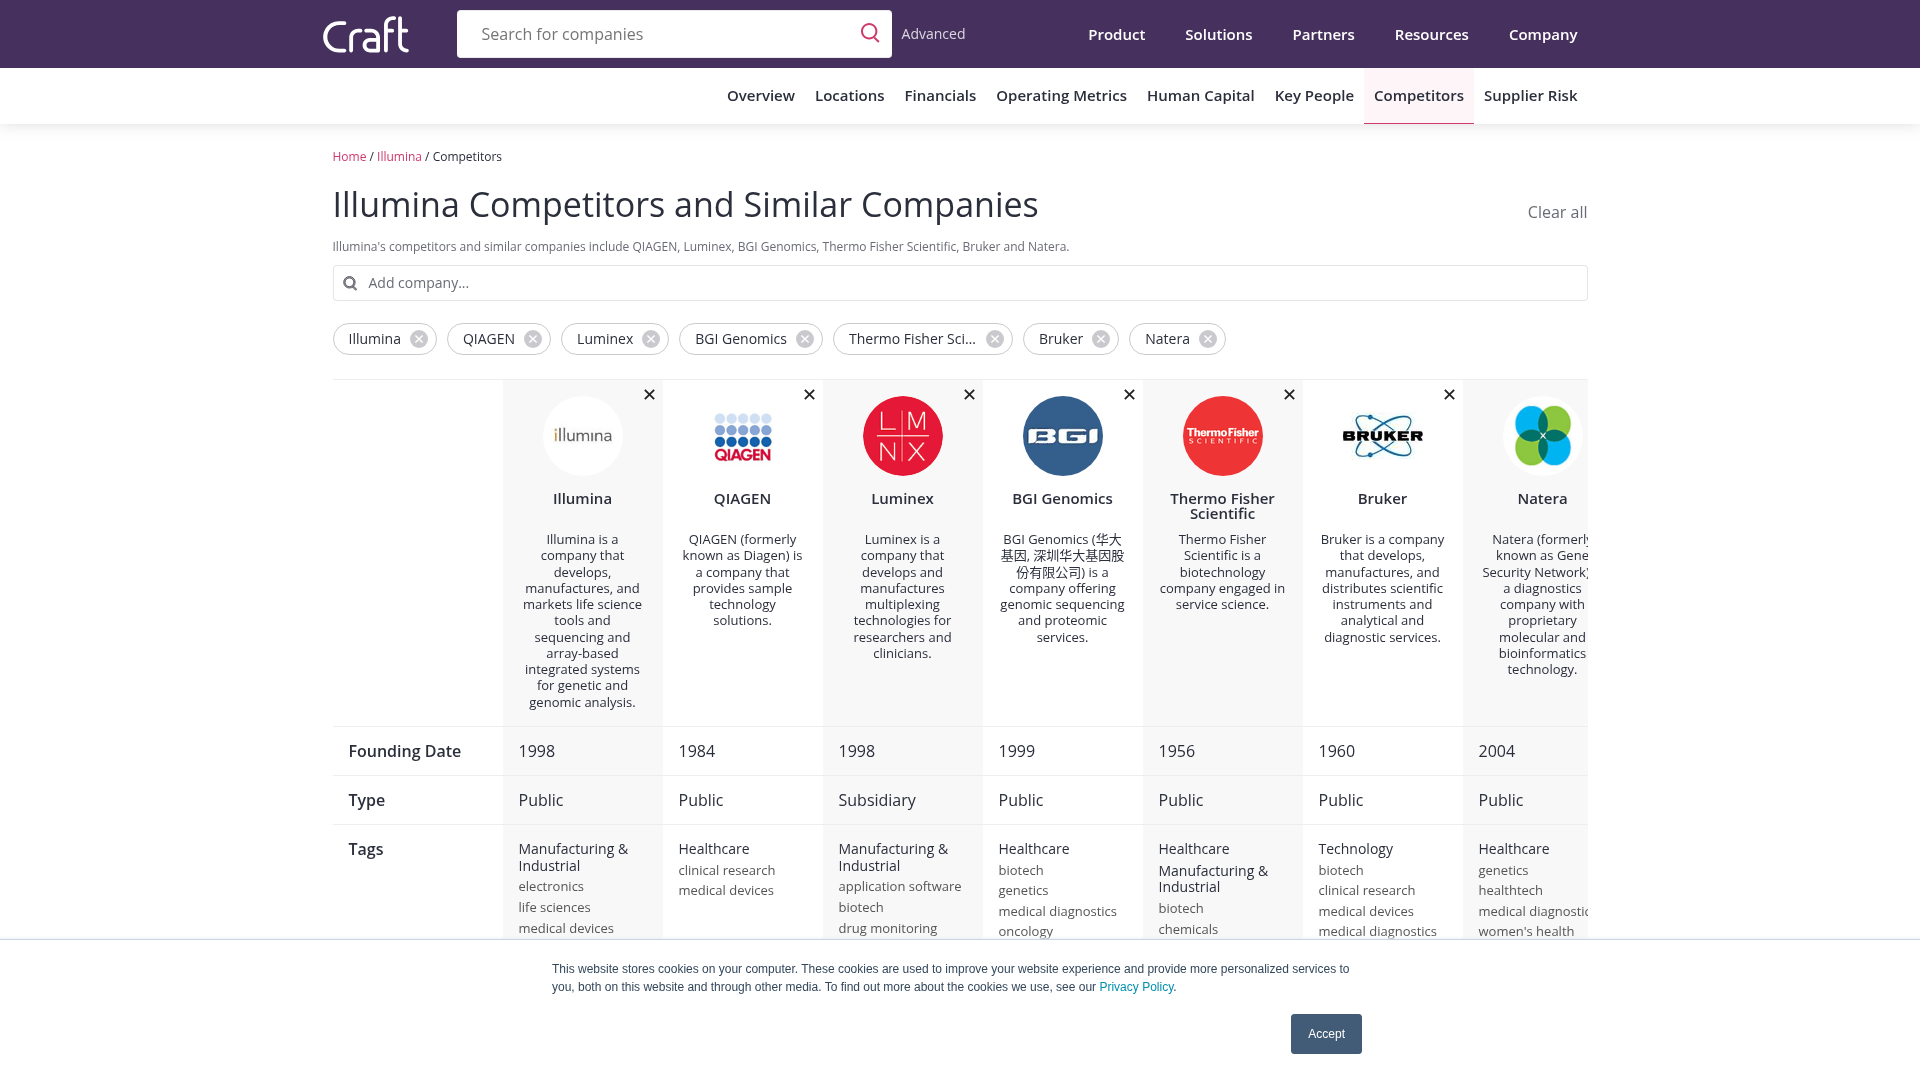 Craft
Search for companies
Advanced
Product
Solutions
Partners
Resources
Company
Overview
Locations
Financials
Operating Metrics
Human Capital
Key People
Competitors
Supplier Risk
Home / Illumina / Competitors
Illumina Competitors and Similar Companies
Clear all
Illumina's competitors and similar companies include QIAGEN, Luminex, BGI Genomics, Thermo Fisher Scientific, Bruker and Natera.
Add company...
Illumina
QIAGEN
Luminex
BGI Genomics
Thermo Fisher Sci...
Bruker
Natera
illumına
Illumina
Illumina is a
company that
develops,
manufactures, and
markets life science
tools and
sequencing and
array-based
integrated systems
for genetic and
genomic analysis.
QIAGEN
QIAGEN
QIAGEN (formerly
known as Diagen) is
a company that
provides sample
technology
solutions.
LM
NX
Luminex
Luminex is a
company that
develops and
manufactures
multiplexing
technologies for
researchers and
clinicians.
BGI
BGI Genomics
BGI Genomics (华大
基因, 深圳华大基因股
份有限公司) is a
company offering
genomic sequencing
and proteomic
services.
ThermoFisher
SCIENTIFIC
Thermo Fisher
Scientific
Thermo Fisher
Scientific is a
biotechnology
company engaged in
service science.
BRUKER
Bruker
Bruker is a company
that develops,
manufactures, and
distributes scientific
instruments and
analytical and
diagnostic services.
Natera
Natera (formerly
known as Gene
Security Network)
a diagnostics
company with
proprietary
molecular and
bioinformatics
technology.
Founding Date
1998
1984
1998
1999
1956
1960
2004
Type
Public
Public
Subsidiary
Public
Public
Public
Public
Tags
Manufacturing &
Industrial
electronics
life sciences
medical devices
Healthcare
clinical research
medical devices
Manufacturing &
Industrial
application software
biotech
drug monitoring
Healthcare
biotech
genetics
medical diagnostics
oncology
Healthcare
Manufacturing &
Industrial
biotech
chemicals
Technology
biotech
clinical research
medical devices
medical diagnostics
Healthcare
genetics
healthtech
medical diagnostic
women's health
This website stores cookies on your computer. These cookies are used to improve your website experience and provide more personalized services to
you, both on this website and through other media. To find out more about the cookies we use, see our Privacy Policy.
Accept